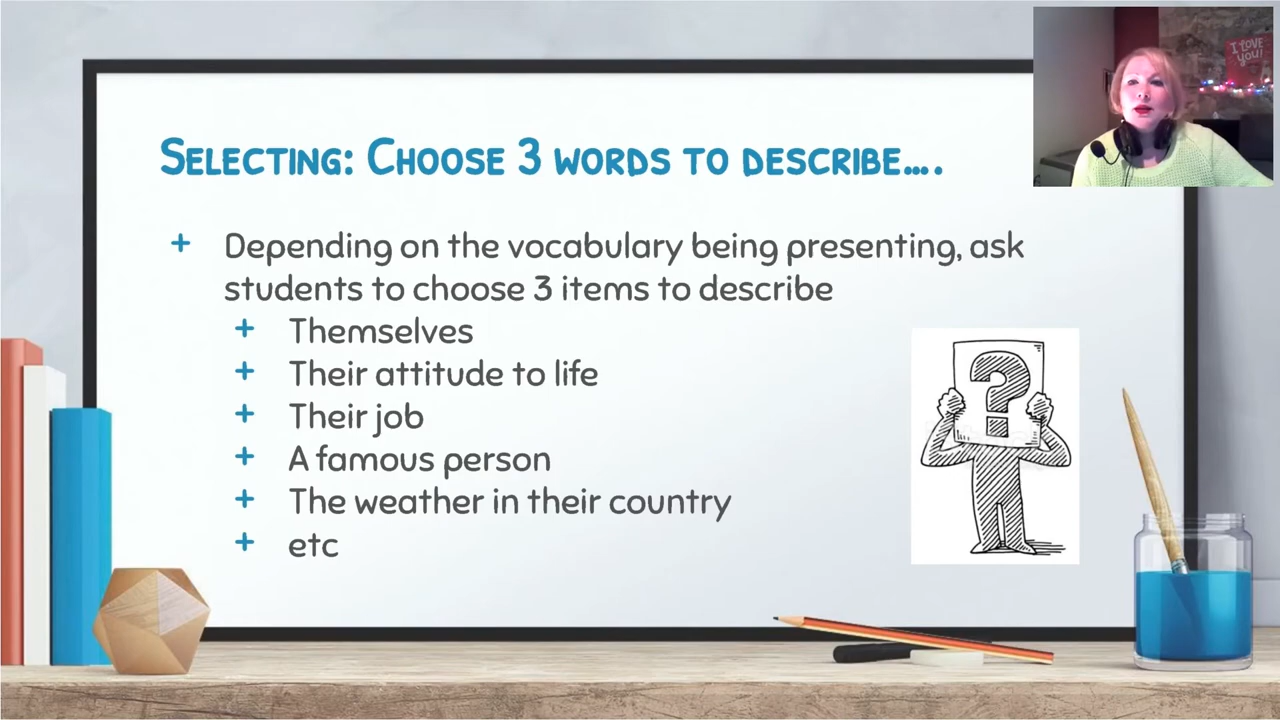 I LOVE
you!
SELECTING: CHOOSE 3 WORDS TO DESCRIBE....
+ Depending on the vocabulary being presenting, ask
students to choose 3 items to describe
+ Themselves
+ Their attitude to life
+ Their job
+ A famous person
+ The weather in their country
+ etc
?